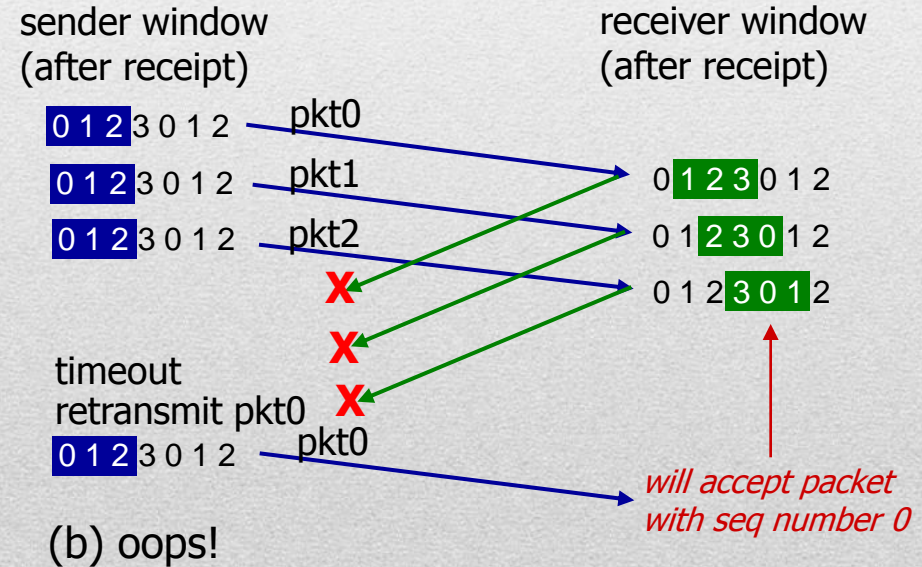 sender window
(after receipt)
receiver window
(after receipt)
0 1 2 3 0 1 2
pkt0
0 1 2 3 0 1 2
pkt1
0 1 2 3 0 1 2
0 1 2 3 0 1 2
pkt2
0 1 2 3 0 1 2
X
0 1 2 3 0 1 2
X
timeout
X
retransmit pkt0
0 1 2 3 0 1 2
pkt0
will accept packet
with seq number 0
(b) oops!